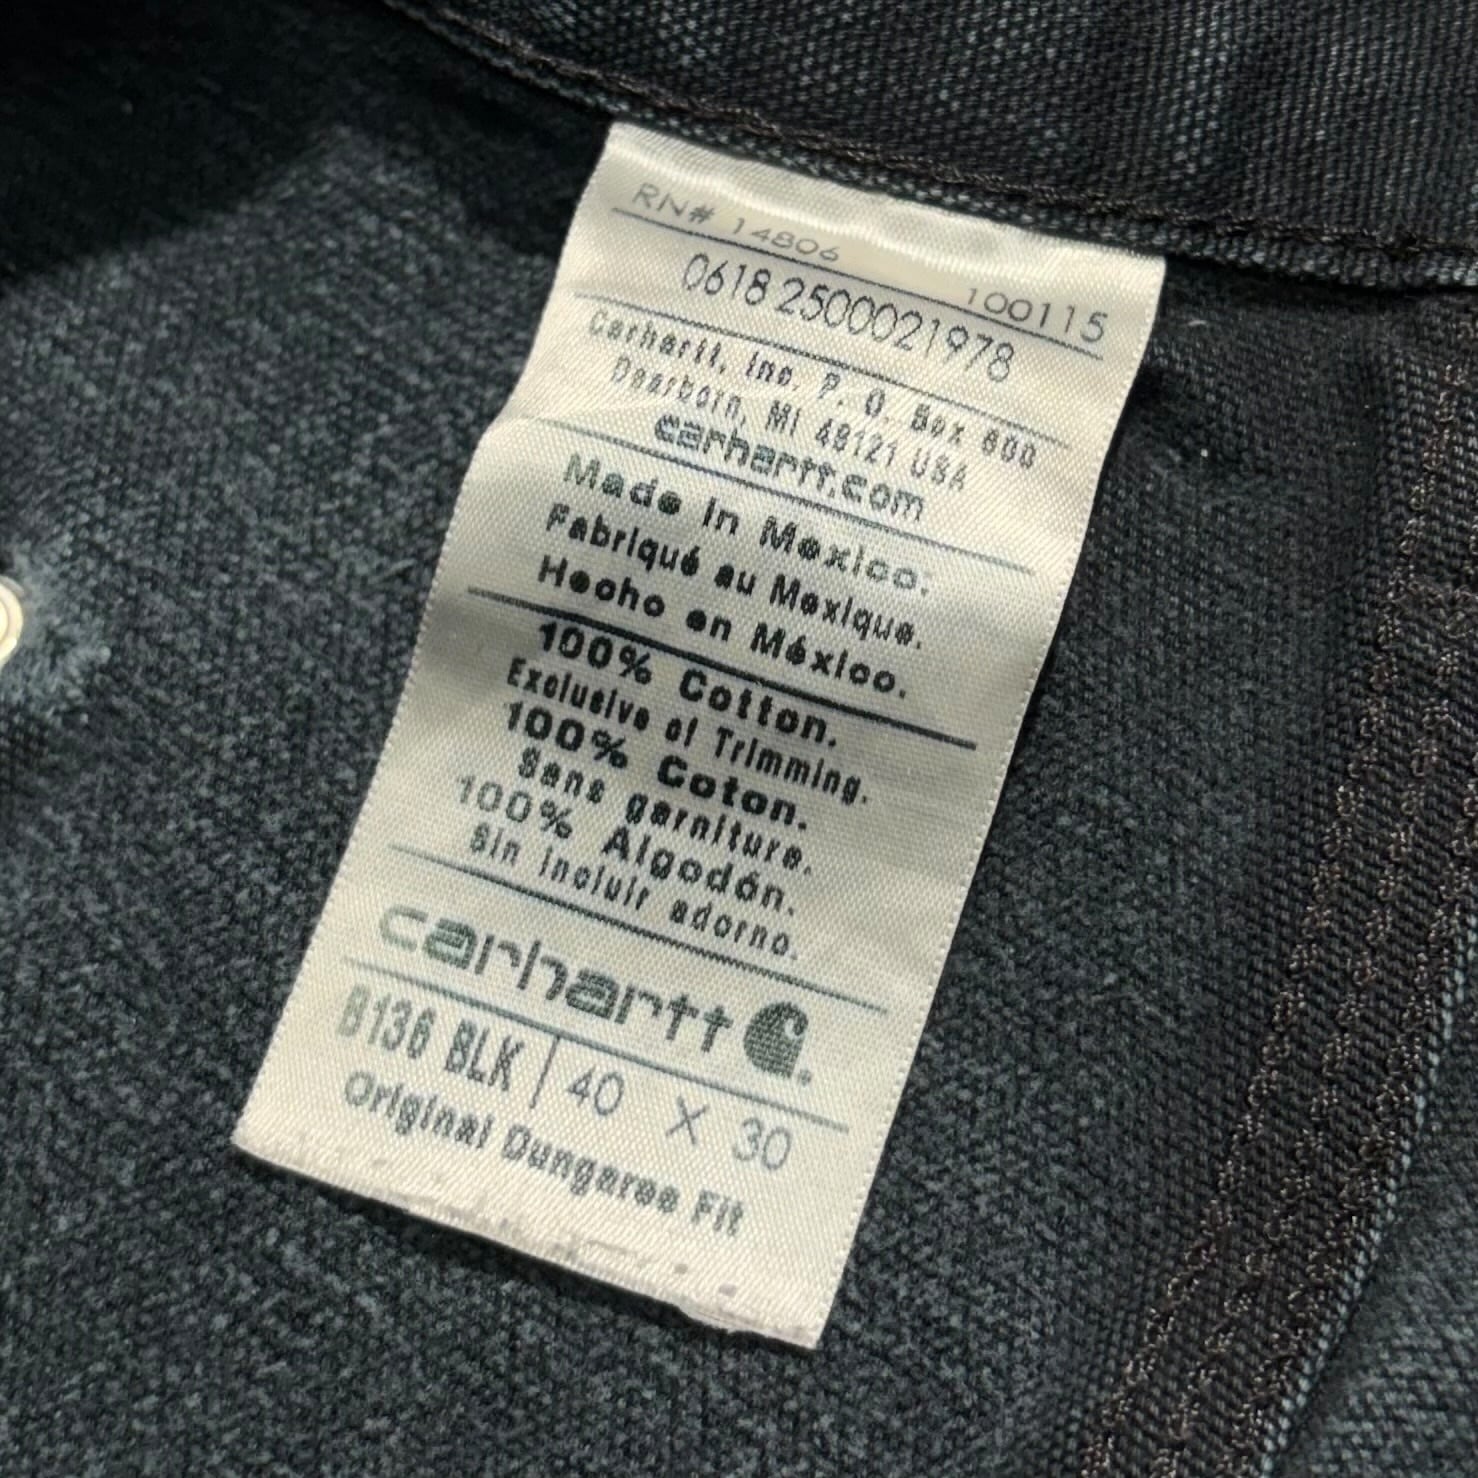 RN# 14806 100115
0618 2500021978
Carhartt, Inc. P. O. Box 600
Dearborn, MI 48121 USA
carhartt.com
Made in Mexico.
Fabriqué au Mexique.
Hecho en México.
100% Cotton.
Exclusive of Trimming.
100% Coton.
Sans garniture.
100% Algodón.
Sin incluir adorno.
carhartt
B136 BLK | 40 X 30
Original Dungaree Fit